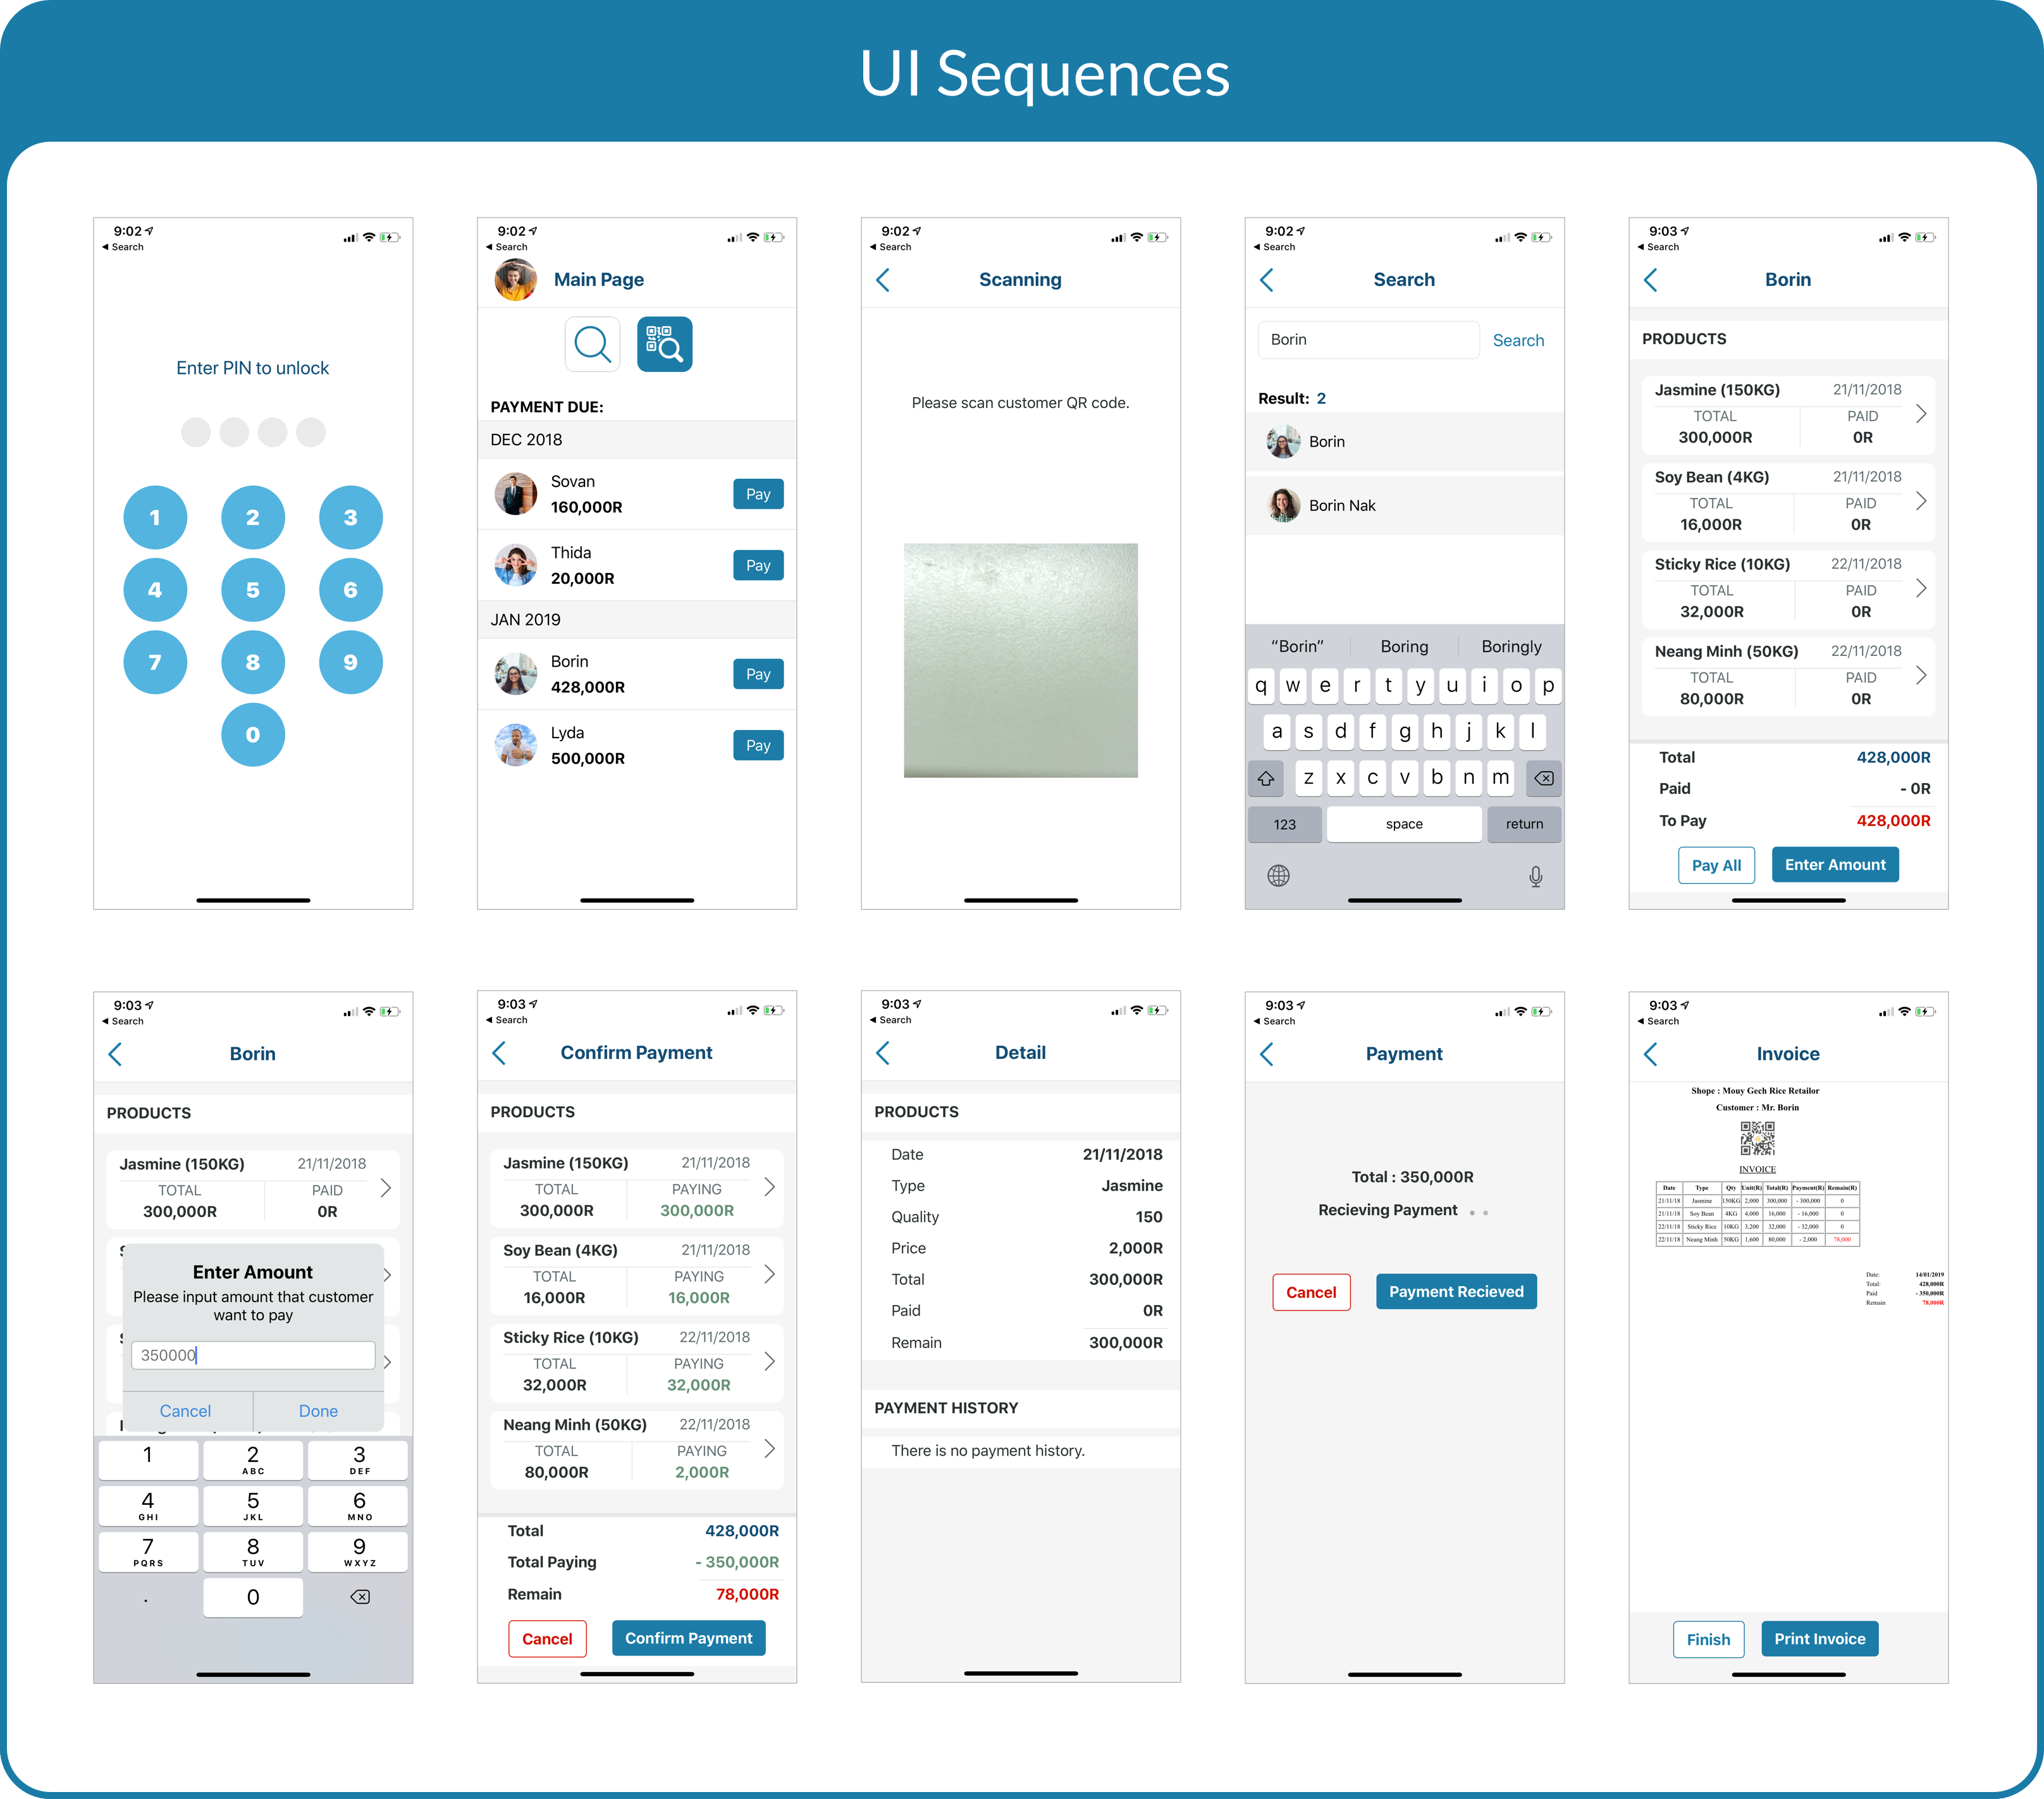 UI Sequences
9:02
◀ Search
Enter PIN to unlock
1 2 3
4 5 6
7 8 9
0
9:02
◀ Search
Main Page
PAYMENT DUE:
DEC 2018
Sovan
160,000R
Pay
Thida
20,000R
Pay
JAN 2019
Borin
428,000R
Pay
Lyda
500,000R
Pay
9:02
◀ Search
Scanning
Please scan customer QR code.
9:02
◀ Search
Search
Borin Search
Result: 2
Borin
Borin Nak
“Borin” Boring Boringly
q w e r t y u i o p
a s d f g h j k l
z x c v b n m
123 space return
9:03
◀ Search
Borin
PRODUCTS
Jasmine (150KG) 21/11/2018
TOTAL PAID
300,000R 0R
Soy Bean (4KG) 21/11/2018
TOTAL PAID
16,000R 0R
Sticky Rice (10KG) 22/11/2018
TOTAL PAID
32,000R 0R
Neang Minh (50KG) 22/11/2018
TOTAL PAID
80,000R 0R
Total 428,000R
Paid - 0R
To Pay 428,000R
Pay All Enter Amount
9:03
◀ Search
Borin
PRODUCTS
Jasmine (150KG) 21/11/2018
TOTAL PAID
300,000R 0R
Enter Amount
Please input amount that customer
want to pay
350000
Cancel Done
1 2 3
ABC DEF
4 5 6
GHI JKL MNO
7 8 9
PQRS TUV WXYZ
. 0
9:03
◀ Search
Confirm Payment
PRODUCTS
Jasmine (150KG) 21/11/2018
TOTAL PAYING
300,000R 300,000R
Soy Bean (4KG) 21/11/2018
TOTAL PAYING
16,000R 16,000R
Sticky Rice (10KG) 22/11/2018
TOTAL PAYING
32,000R 32,000R
Neang Minh (50KG) 22/11/2018
TOTAL PAYING
80,000R 2,000R
Total 428,000R
Total Paying - 350,000R
Remain 78,000R
Cancel Confirm Payment
9:03
◀ Search
Detail
PRODUCTS
Date 21/11/2018
Type Jasmine
Quality 150
Price 2,000R
Total 300,000R
Paid 0R
Remain 300,000R
PAYMENT HISTORY
There is no payment history.
9:03
◀ Search
Payment
Total : 350,000R
Recieving Payment
Cancel Payment Recieved
9:03
◀ Search
Invoice
Shope : Mouy Gech Rice Retailor
Customer : Mr. Borin
INVOICE
Date Type Qty Unit(R) Total(R) Payment(R) Remain(R)
21/11/18 Jasmine 150KG 2,000 300,000 - 300,000 0
21/11/18 Soy Bean 4KG 4,000 16,000 - 16,000 0
22/11/18 Sticky Rice 10KG 3,200 32,000 - 32,000 0
22/11/18 Neang Minh 50KG 1,600 80,000 - 2,000 78,000
Date: 14/01/2019
Total: 428,000R
Paid - 350,000R
Remain 78,000R
Finish Print Invoice